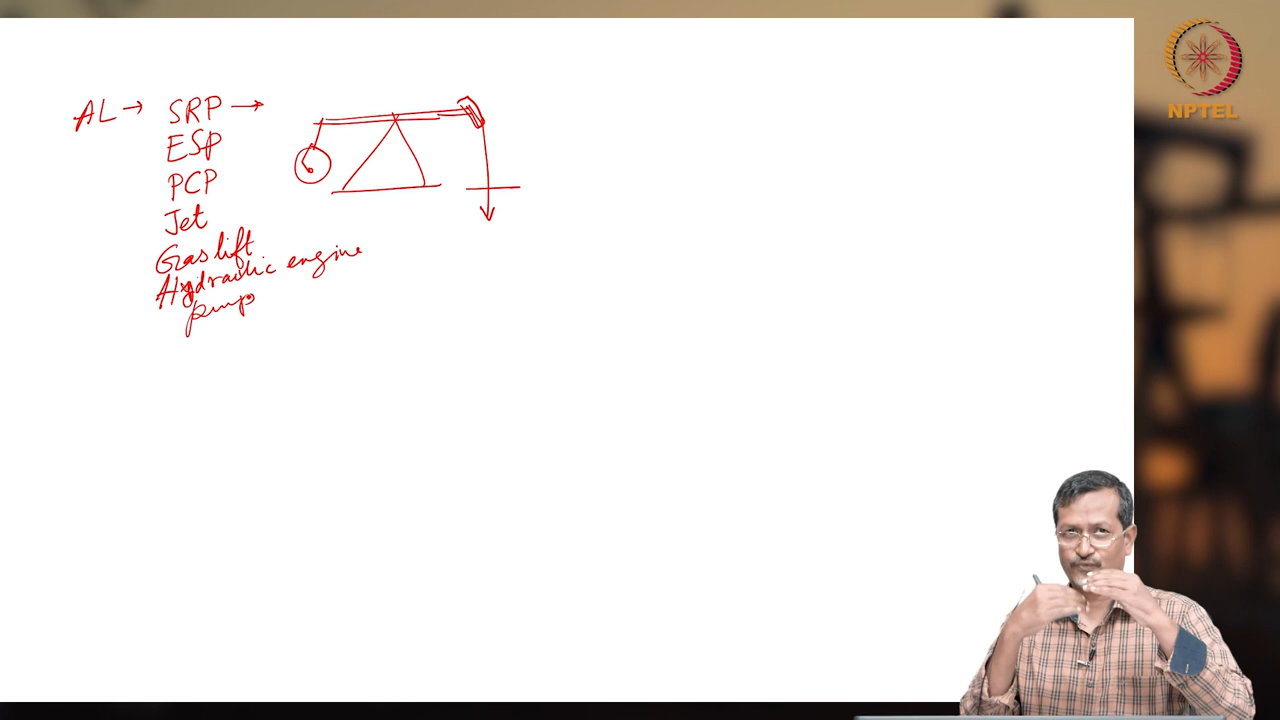 AL → SRP →
ESP
PCP
Jet
Gas lift
Hydraulic engine
pump
NPTEL